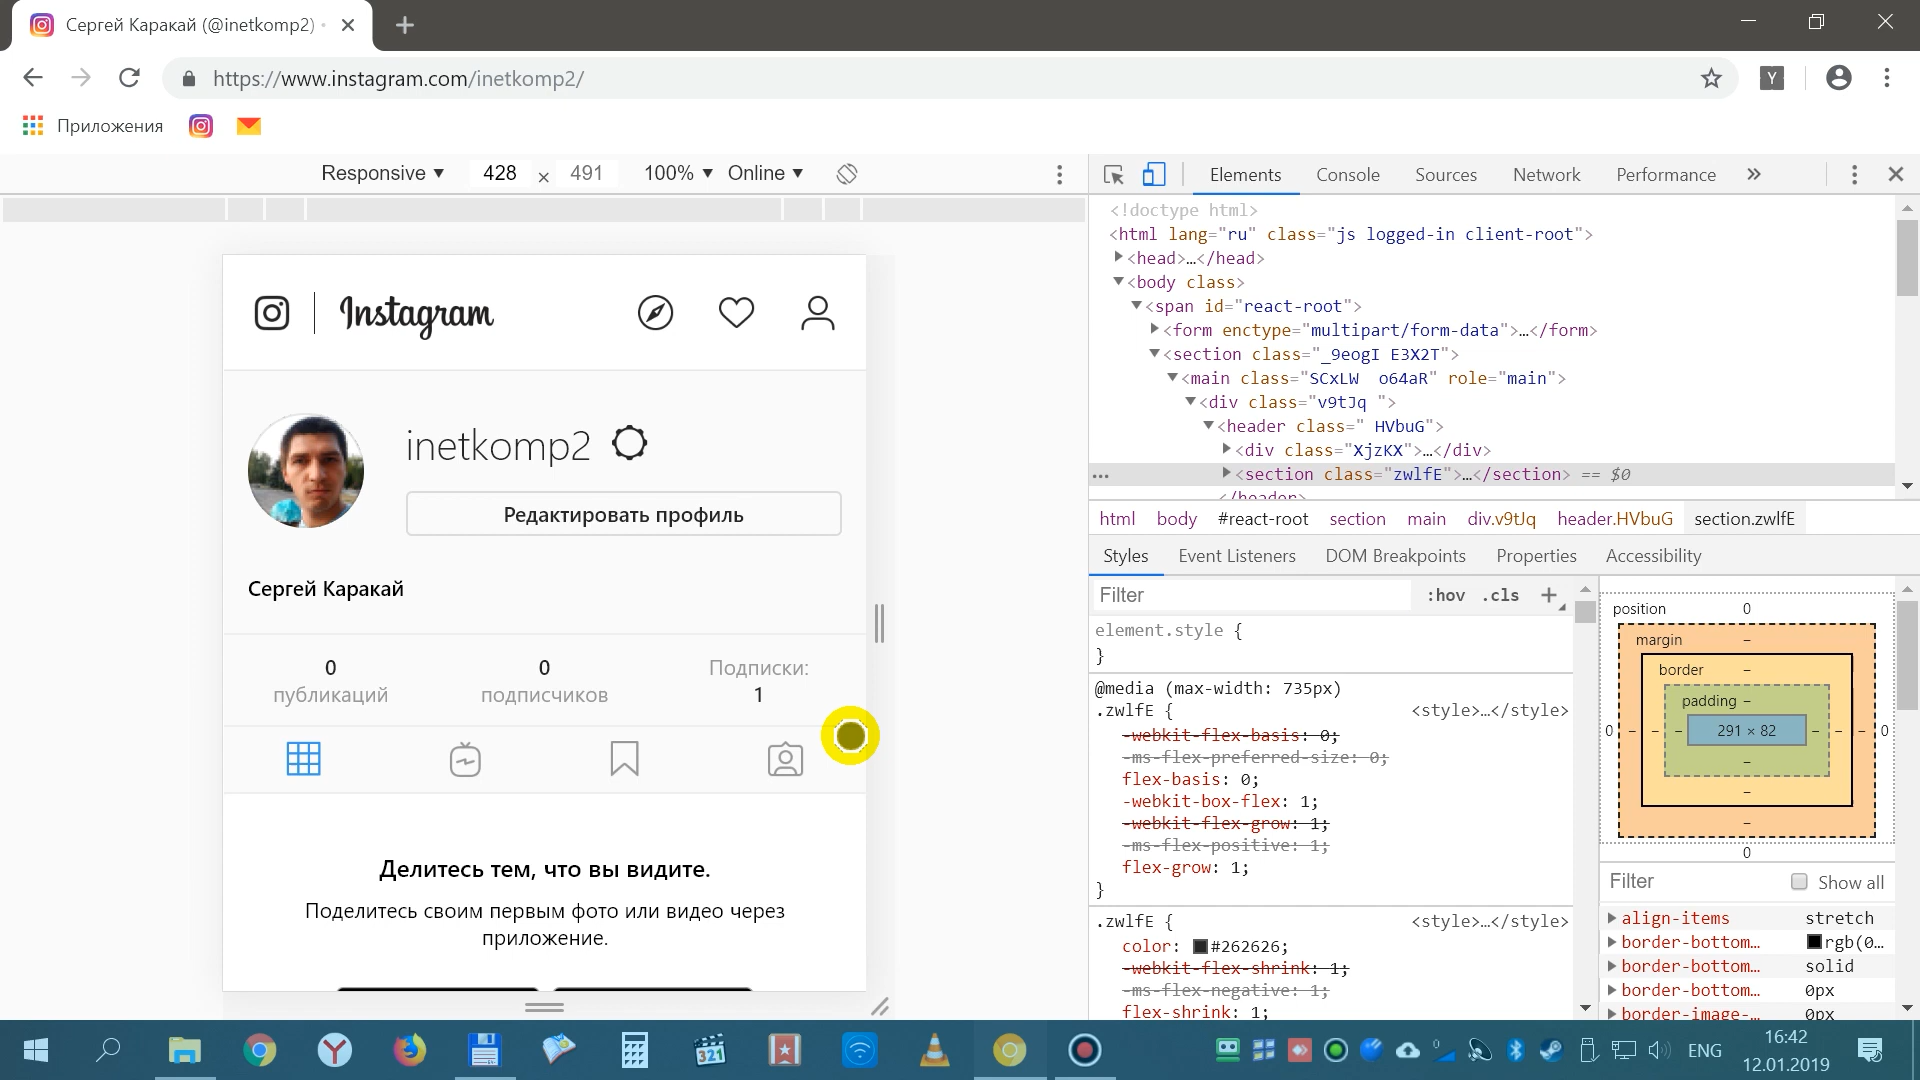 Сергей Каракай (@inetkomp2) •
https://www.instagram.com/inetkomp2/
Y
Приложения
Responsive ▼ 428 × 491 100% ▼ Online ▼
Instagram
inetkomp2
Редактировать профиль
Сергей Каракай
0 публикаций
0 подписчиков
Подписки: 1
Делитесь тем, что вы видите.
Поделитесь своим первым фото или видео через
приложение.
Elements Console Sources Network Performance »
<!doctype html>
<html lang="ru" class="js logged-in client-root">
<head>…</head>
<body class>
<span id="react-root">
<form enctype="multipart/form-data">…</form>
<section class="_9eogI E3X2T">
<main class="SCxLW  o64aR" role="main">
<div class="v9tJq ">
<header class=" HVbuG">
<div class="XjzKX">…</div>
… <section class="zwlfE">…</section> == $0
</header>
html body #react-root section main div.v9tJq header.HVbuG section.zwlfE
Styles Event Listeners DOM Breakpoints Properties Accessibility
Filter :hov .cls +
element.style {
}
@media (max-width: 735px)
.zwlfE { <style>…</style>
-webkit-flex-basis: 0;
-ms-flex-preferred-size: 0;
flex-basis: 0;
-webkit-box-flex: 1;
-webkit-flex-grow: 1;
-ms-flex-positive: 1;
flex-grow: 1;
}
.zwlfE { <style>…</style>
color: #262626;
-webkit-flex-shrink: 1;
-ms-flex-negative: 1;
flex-shrink: 1;
position 0
margin –
border –
padding –
0 – – – 291 × 82 – – – 0
–
–
–
0
Filter Show all
align-items stretch
border-bottom… rgb(0…
border-bottom… solid
border-bottom… 0px
border-image-… 0px
321
ENG
16:42
12.01.2019